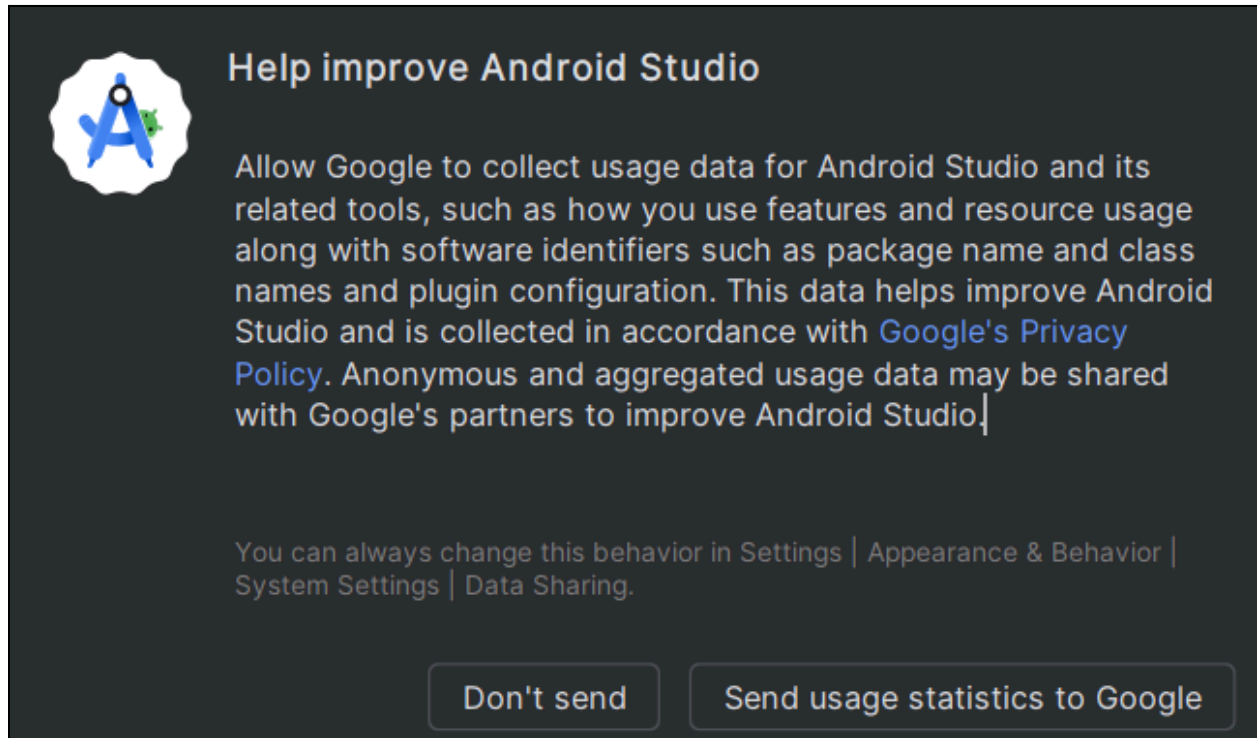 Help improve Android Studio
Allow Google to collect usage data for Android Studio and its
related tools, such as how you use features and resource usage
along with software identifiers such as package name and class
names and plugin configuration. This data helps improve Android
Studio and is collected in accordance with Google's Privacy
Policy. Anonymous and aggregated usage data may be shared
with Google's partners to improve Android Studio.
You can always change this behavior in Settings | Appearance & Behavior |
System Settings | Data Sharing.
Don't send
Send usage statistics to Google